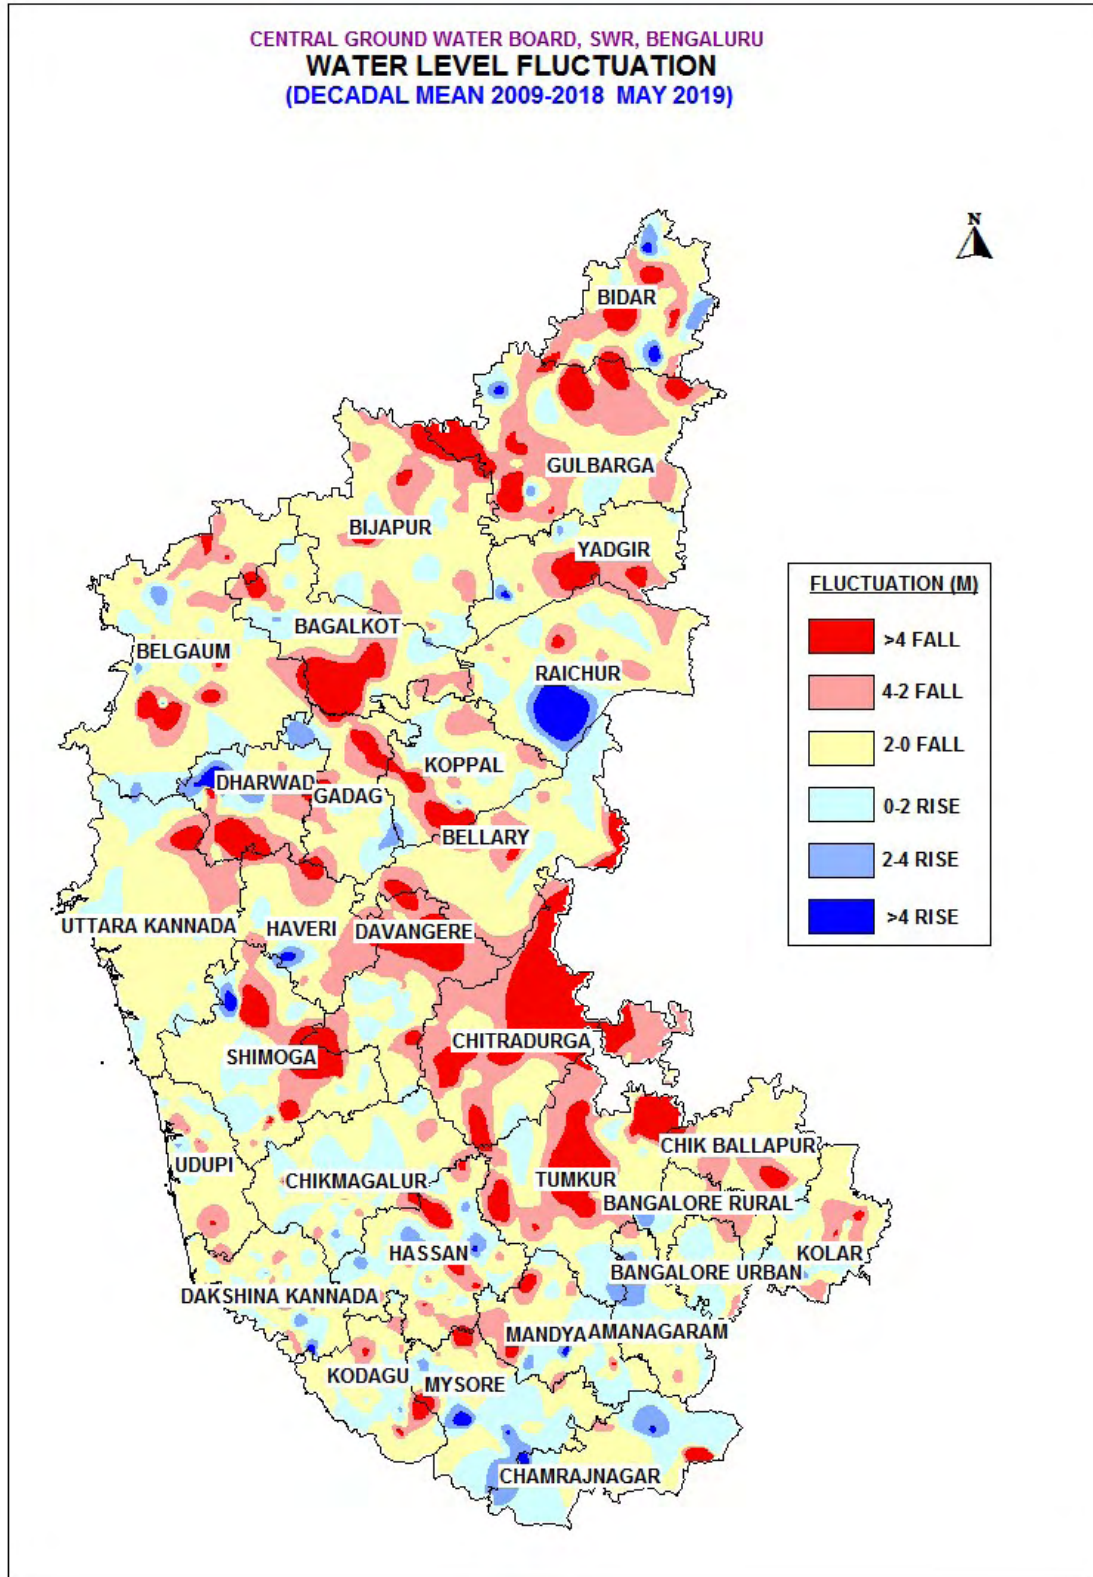 CENTRAL GROUND WATER BOARD, SWR, BENGALURU
WATER LEVEL FLUCTUATION
(DECADAL MEAN 2009-2018 MAY 2019)
N
BIDAR
GULBARGA
BIJAPUR
YADGIR
FLUCTUATION (M)
>4 FALL
4-2 FALL
2-0 FALL
0-2 RISE
2-4 RISE
>4 RISE
BAGALKOT
BELGAUM
RAICHUR
KOPPAL
DHARWAD
GADAG
BELLARY
UTTARA KANNADA
HAVERI
DAVANGERE
CHITRADURGA
SHIMOGA
CHIK BALLAPUR
UDUPI
CHIKMAGALUR
TUMKUR
BANGALORE RURAL
HASSAN
KOLAR
BANGALORE URBAN
DAKSHINA KANNADA
MANDYA
AMANAGARAM
KODAGU
MYSORE
CHAMRAJNAGAR